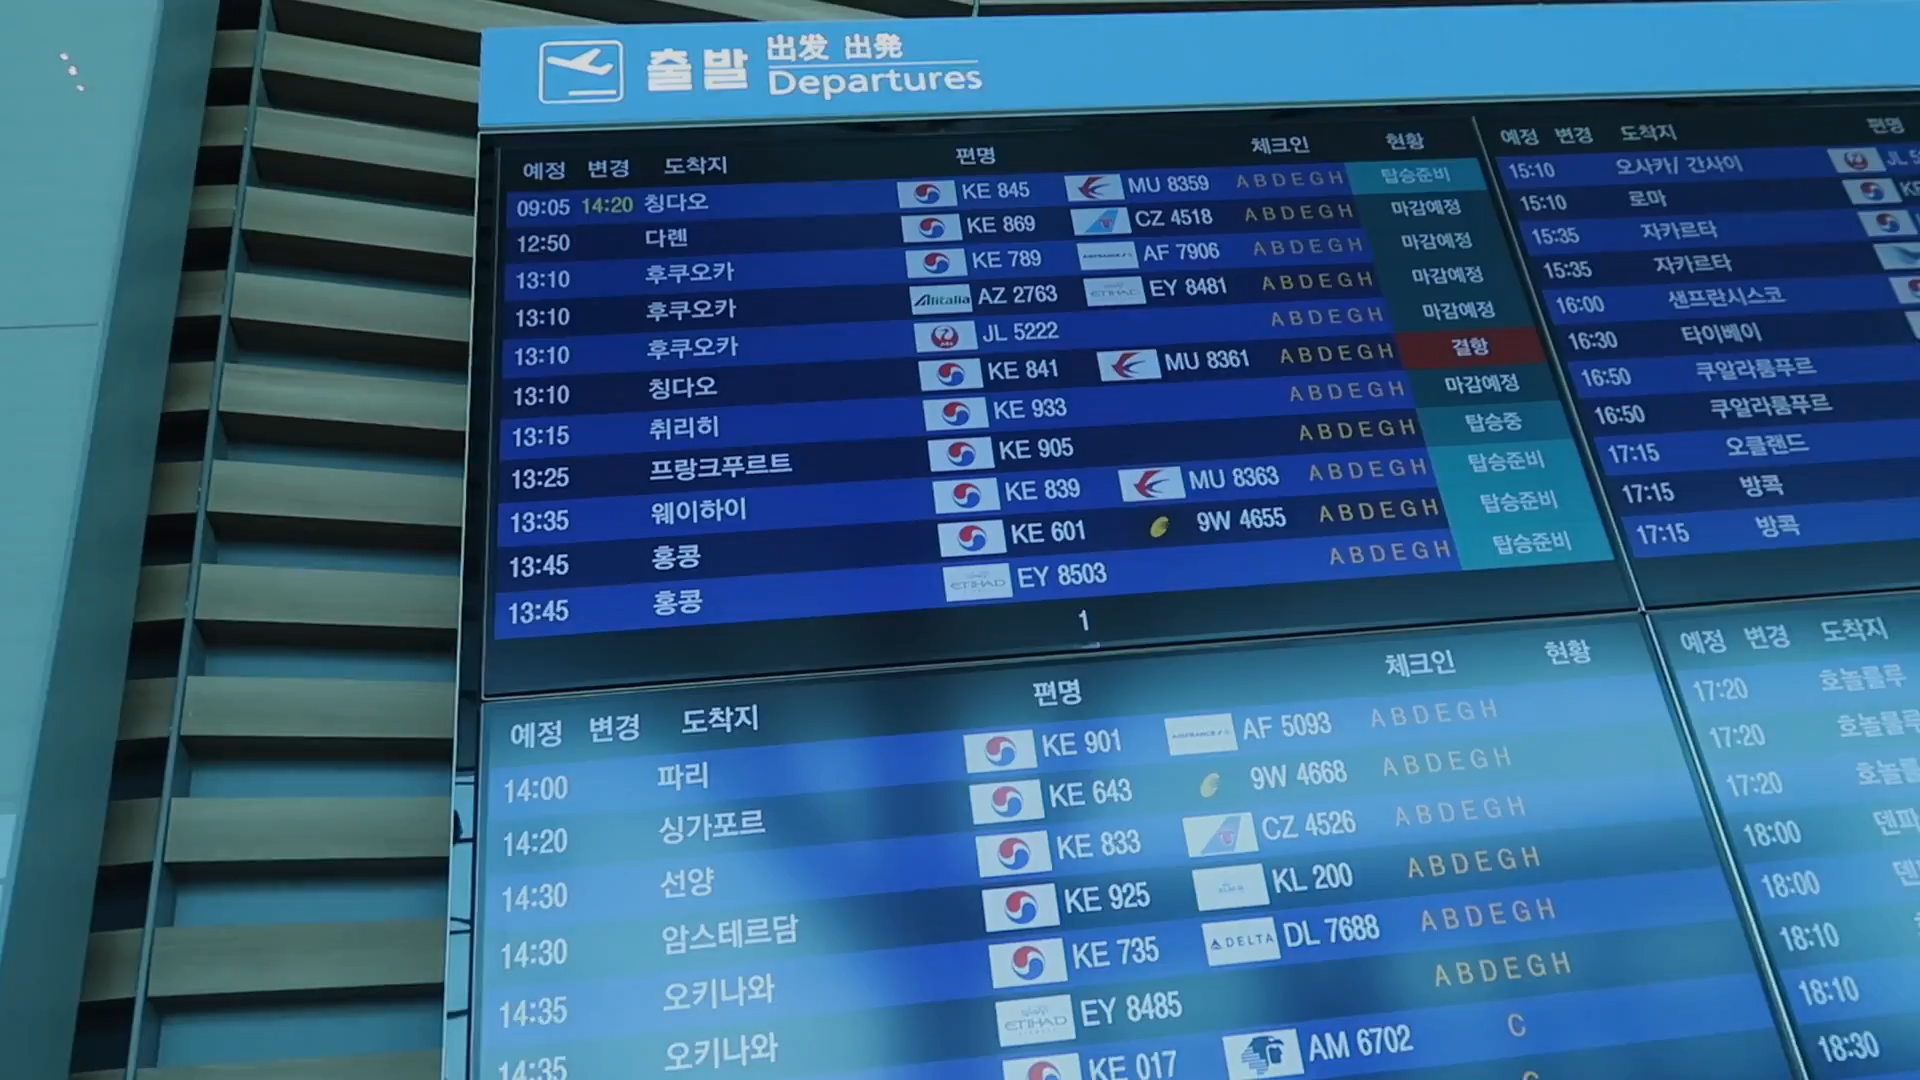 출발 出发 出発
Departures
예정 변경 도착지 편명 체크인 현황
09:05 14:20 칭다오 KE 845 MU 8359 A B D E G H 탑승준비
12:50 다롄 KE 869 CZ 4518 A B D E G H 마감예정
13:10 후쿠오카 KE 789 AIRFRANCE AF 7906 A B D E G H 마감예정
13:10 후쿠오카 Alitalia AZ 2763 ETIHAD EY 8481 A B D E G H 마감예정
13:10 후쿠오카 JL 5222 A B D E G H 마감예정
13:10 칭다오 KE 841 MU 8361 A B D E G H 결항
13:15 취리히 KE 933 A B D E G H 마감예정
13:25 프랑크푸르트 KE 905 A B D E G H 탑승중
13:35 웨이하이 KE 839 MU 8363 A B D E G H 탑승준비
13:45 홍콩 KE 601 9W 4655 A B D E G H 탑승준비
13:45 홍콩 ETIHAD EY 8503 A B D E G H 탑승준비
1
예정 변경 도착지 편명
15:10 오사카/ 간사이 JL
15:10 로마
15:35 자카르타
15:35 자카르타
16:00 샌프란시스코
16:30 타이베이
16:50 쿠알라룸푸르
16:50 쿠알라룸푸르
17:15 오클랜드
17:15 방콕
17:15 방콕
예정 변경 도착지 편명 체크인 현황
14:00 파리 KE 901 AIRFRANCE AF 5093 A B D E G H
14:20 싱가포르 KE 643 9W 4668 A B D E G H
14:30 선양 KE 833 CZ 4526 A B D E G H
14:30 암스테르담 KE 925 KL 200 A B D E G H
14:35 오키나와 KE 735 DELTA DL 7688 A B D E G H
14:35 오키나와 ETIHAD EY 8485 A B D E G H
KE 017 AM 6702 C
예정 변경 도착지
17:20 호놀룰루
17:20 호놀룰루
17:20
18:00
18:00
18:10
18:10
18:30